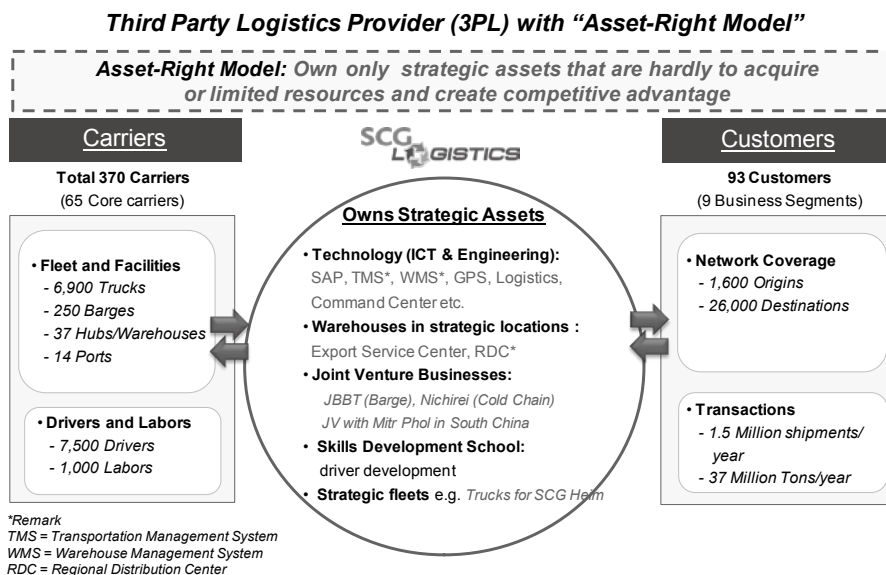 Third Party Logistics Provider (3PL) with “Asset-Right Model”
Asset-Right Model: Own only strategic assets that are hardly to acquire
or limited resources and create competitive advantage
Carriers
Total 370 Carriers
(65 Core carriers)
• Fleet and Facilities
- 6,900 Trucks
- 250 Barges
- 37 Hubs/Warehouses
- 14 Ports
• Drivers and Labors
- 7,500 Drivers
- 1,000 Labors
SCG
LOGISTICS
Owns Strategic Assets
• Technology (ICT & Engineering):
SAP, TMS*, WMS*, GPS, Logistics,
Command Center etc.
• Warehouses in strategic locations :
Export Service Center, RDC*
• Joint Venture Businesses:
JBBT (Barge), Nichirei (Cold Chain)
JV with Mitr Phol in South China
• Skills Development School:
driver development
• Strategic fleets e.g. Trucks for SCG Heim
Customers
93 Customers
(9 Business Segments)
• Network Coverage
- 1,600 Origins
- 26,000 Destinations
• Transactions
- 1.5 Million shipments/
year
- 37 Million Tons/year
*Remark
TMS = Transportation Management System
WMS = Warehouse Management System
RDC = Regional Distribution Center